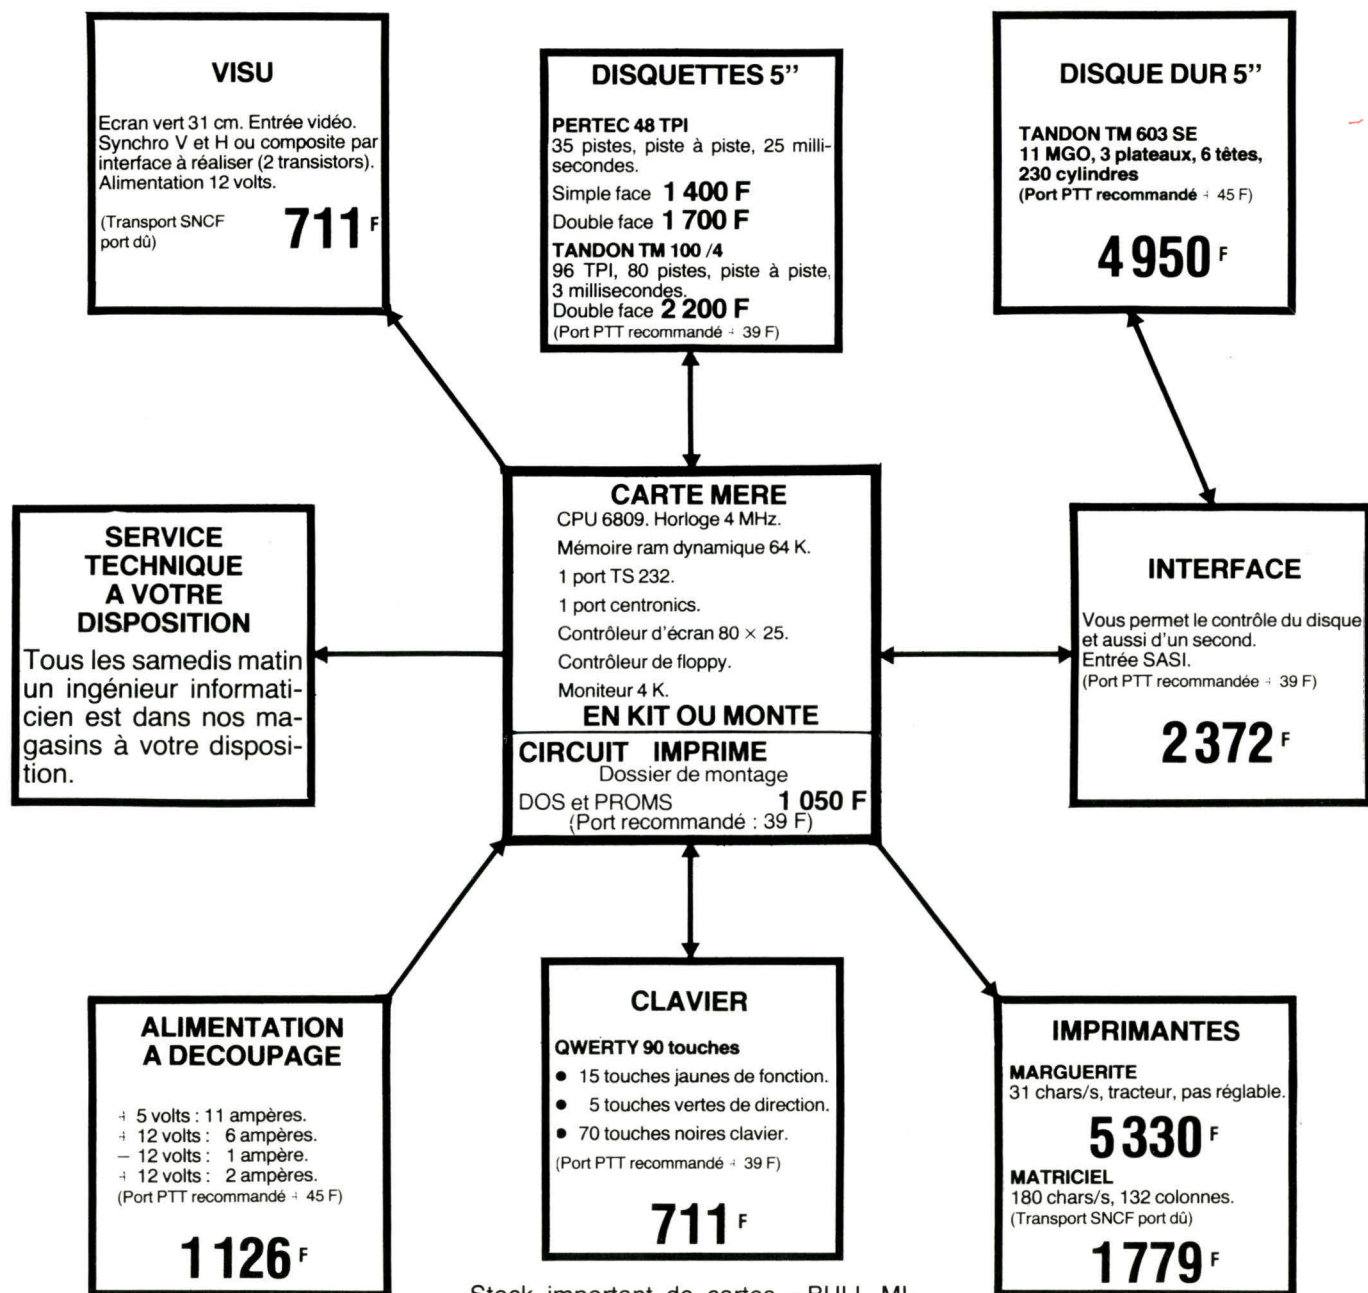 VISU
Ecran vert 31 cm. Entrée vidéo.
Synchro V et H ou composite par
interface à réaliser (2 transistors).
Alimentation 12 volts.
(Transport SNCF
port dû)
711 F
DISQUETTES 5''
PERTEC 48 TPI
35 pistes, piste à piste, 25 milli-
secondes.
Simple face 1 400 F
Double face 1 700 F
TANDON TM 100 /4
96 TPI, 80 pistes, piste à piste,
3 millisecondes.
Double face 2 200 F
(Port PTT recommandé + 39 F)
DISQUE DUR 5''
TANDON TM 603 SE
11 MGO, 3 plateaux, 6 têtes,
230 cylindres
(Port PTT recommandé + 45 F)
4 950 F
SERVICE
TECHNIQUE
A VOTRE
DISPOSITION
Tous les samedis matin
un ingénieur informati-
cien est dans nos ma-
gasins à votre disposi-
tion.
CARTE MERE
CPU 6809. Horloge 4 MHz.
Mémoire ram dynamique 64 K.
1 port TS 232.
1 port centronics.
Contrôleur d'écran 80 × 25.
Contrôleur de floppy.
Moniteur 4 K.
EN KIT OU MONTE
CIRCUIT IMPRIME
Dossier de montage
DOS et PROMS 1 050 F
(Port recommandé : 39 F)
INTERFACE
Vous permet le contrôle du disque
et aussi d'un second.
Entrée SASI.
(Port PTT recommandée + 39 F)
2 372 F
ALIMENTATION
A DECOUPAGE
+ 5 volts : 11 ampères.
+ 12 volts : 6 ampères.
— 12 volts : 1 ampère.
+ 12 volts : 2 ampères.
(Port PTT recommandé + 45 F)
1 126 F
CLAVIER
QWERTY 90 touches
● 15 touches jaunes de fonction.
● 5 touches vertes de direction.
● 70 touches noires clavier.
(Port PTT recommandé + 39 F)
711 F
IMPRIMANTES
MARGUERITE
31 chars/s, tracteur, pas réglable.
5 330 F
MATRICIEL
180 chars/s, 132 colonnes.
(Transport SNCF port dû)
1 779 F